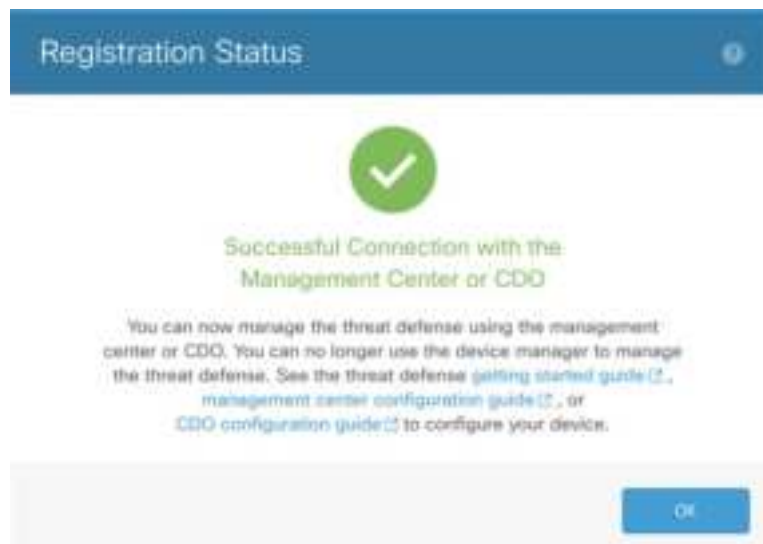 Registration Status
Successful Connection with the
Management Center or CDO
You can now manage the threat defense using the management
center or CDO. You can no longer use the device manager to manage
the threat defense. See the threat defense getting started guide,
management center configuration guide, or
CDO configuration guide to configure your device.
OK